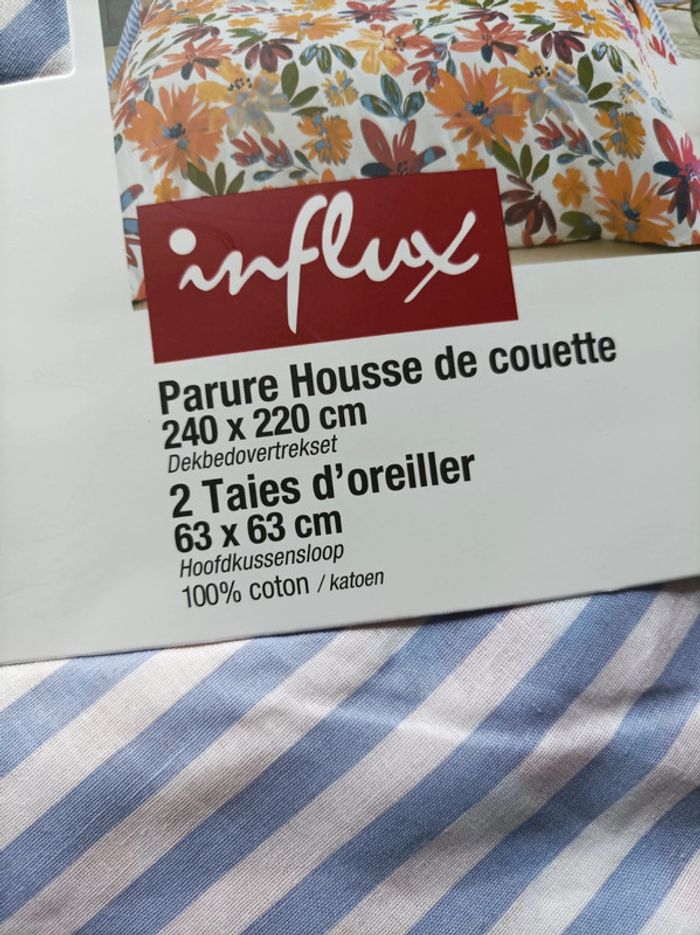 influx
Parure Housse de couette
240 x 220 cm
Dekbedovertrekset
2 Taies d'oreiller
63 x 63 cm
Hoofdkussensloop
100% coton / katoen